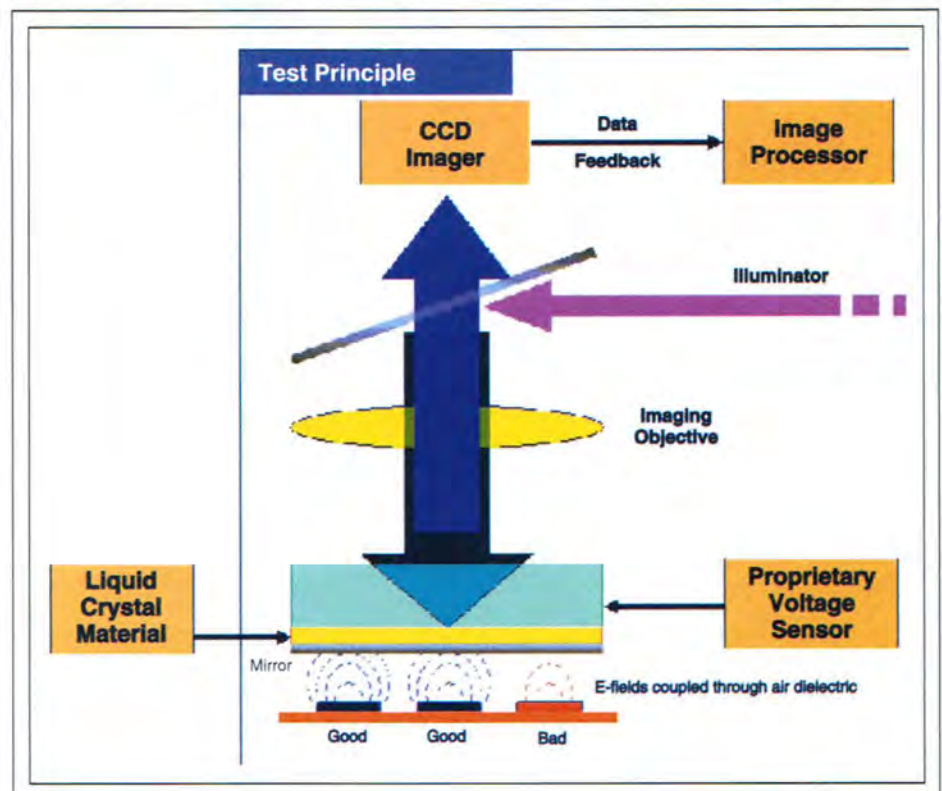 Test Principle
CCD
Imager
Data
Feedback
Image
Processor
Illuminator
Imaging
Objective
Liquid
Crystal
Material
Proprietary
Voltage
Sensor
Mirror
E-fields coupled through air dielectric
Good
Good
Bad